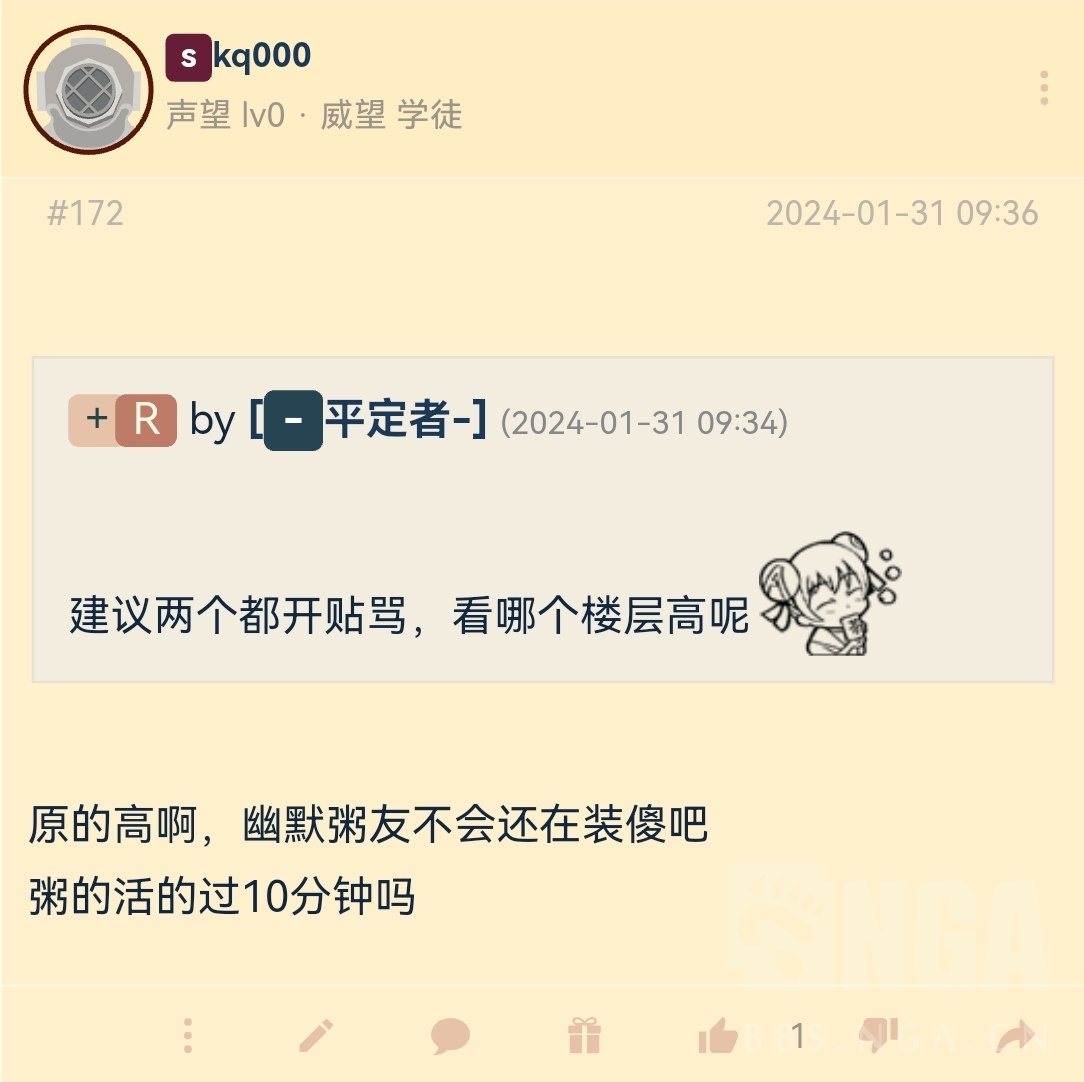 skq000
声望 lv0 · 威望 学徒
#172
2024-01-31 09:36
+ R by [-平定者-] (2024-01-31 09:34)
建议两个都开贴骂，看哪个楼层高呢
原的高啊，幽默粥友不会还在装傻吧
粥的活的过10分钟吗
NGA
1
BBS.NGA.CN